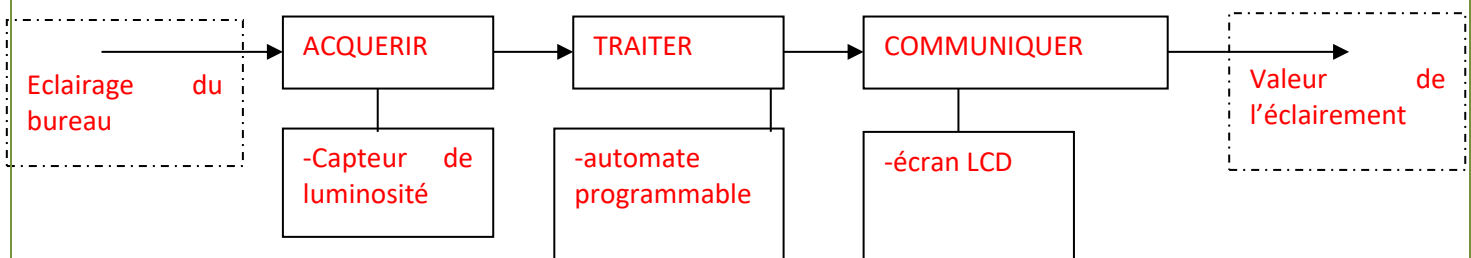 Eclairage du
bureau
ACQUERIR
-Capteur de
luminosité
TRAITER
-automate
programmable
COMMUNIQUER
-écran LCD
Valeur de
l’éclairement